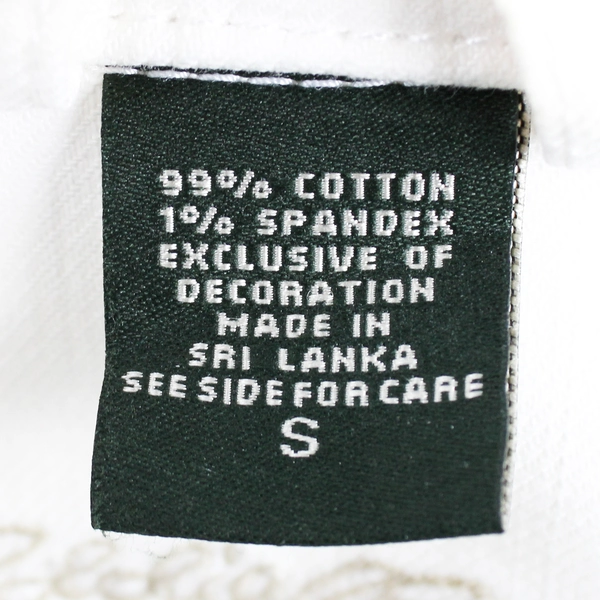 99% COTTON
1% SPANDEX
EXCLUSIVE OF
DECORATION
MADE IN
SRI LANKA
SEE SIDE FOR CARE
S